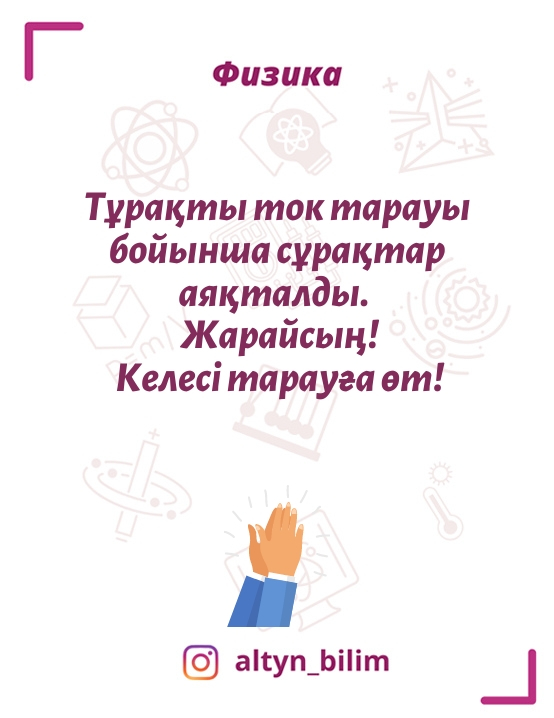 Физика
Тұрақты ток тарауы
бойынша сұрақтар
аяқталды.
Жарайсың!
Келесі тарауға өт!
altyn_bilim